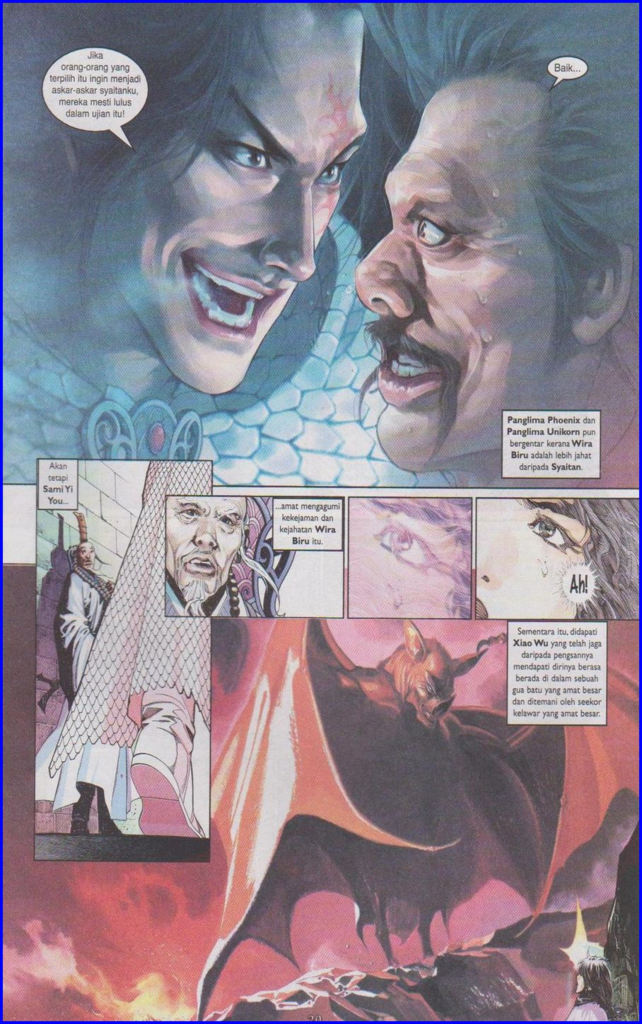 Jika
orang-orang yang
terpilih itu ingin menjadi
askar-askar syaitanku,
mereka mesti lulus
dalam ujian itu!
Baik...
Panglima Phoenix dan
Panglima Unikorn pun
bergentar kerana Wira
Biru adalah lebih jahat
daripada Syaitan.
Akan
tetapi
Sami Yi
You...
...amat mengagumi
kekejaman dan
kejahatan Wira
Biru itu.
Ah!
Sementara itu, didapati
Xiao Wu yang telah jaga
daripada pengsannya
mendapati dirinya berasa
berada di dalam sebuah
gua batu yang amat besar
dan ditemani oleh seekor
kelawar yang amat besar.
20